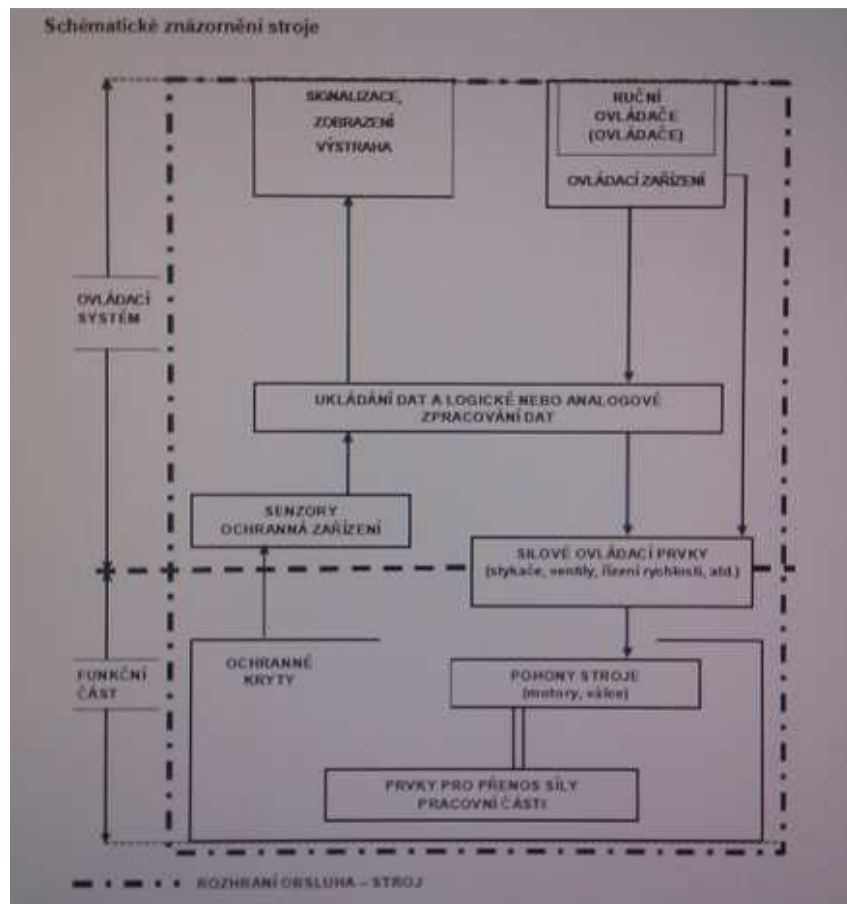 Schématické znázornění stroje
SIGNALIZACE,
ZOBRAZENÍ
VÝSTRAHA
RUČNÍ
OVLÁDAČE
(OVLÁDAČE)
OVLÁDACÍ ZAŘÍZENÍ
OVLÁDACÍ
SYSTÉM
UKLÁDÁNÍ DAT A LOGICKÉ NEBO ANALOGOVÉ
ZPRACOVÁNÍ DAT
SENZORY
OCHRANNÁ ZAŘÍZENÍ
SILOVÉ OVLÁDACÍ PRVKY
(stykače, ventily, řízení rychlosti, atd.)
FUNKČNÍ
ČÁST
OCHRANNÉ
KRYTY
POHONY STROJE
(motory, válce)
PRVKY PRO PŘENOS SÍLY
PRACOVNÍ ČÁSTI
ROZHRANÍ OBSLUHA – STROJ